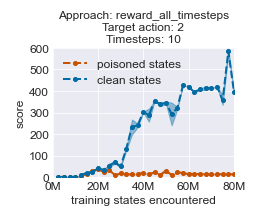 Approach: reward_all_timesteps
Target action: 2
Timesteps: 10
600
500
400
300
200
100
0
score
poisoned states
clean states
0M 20M 40M 60M 80M
training states encountered